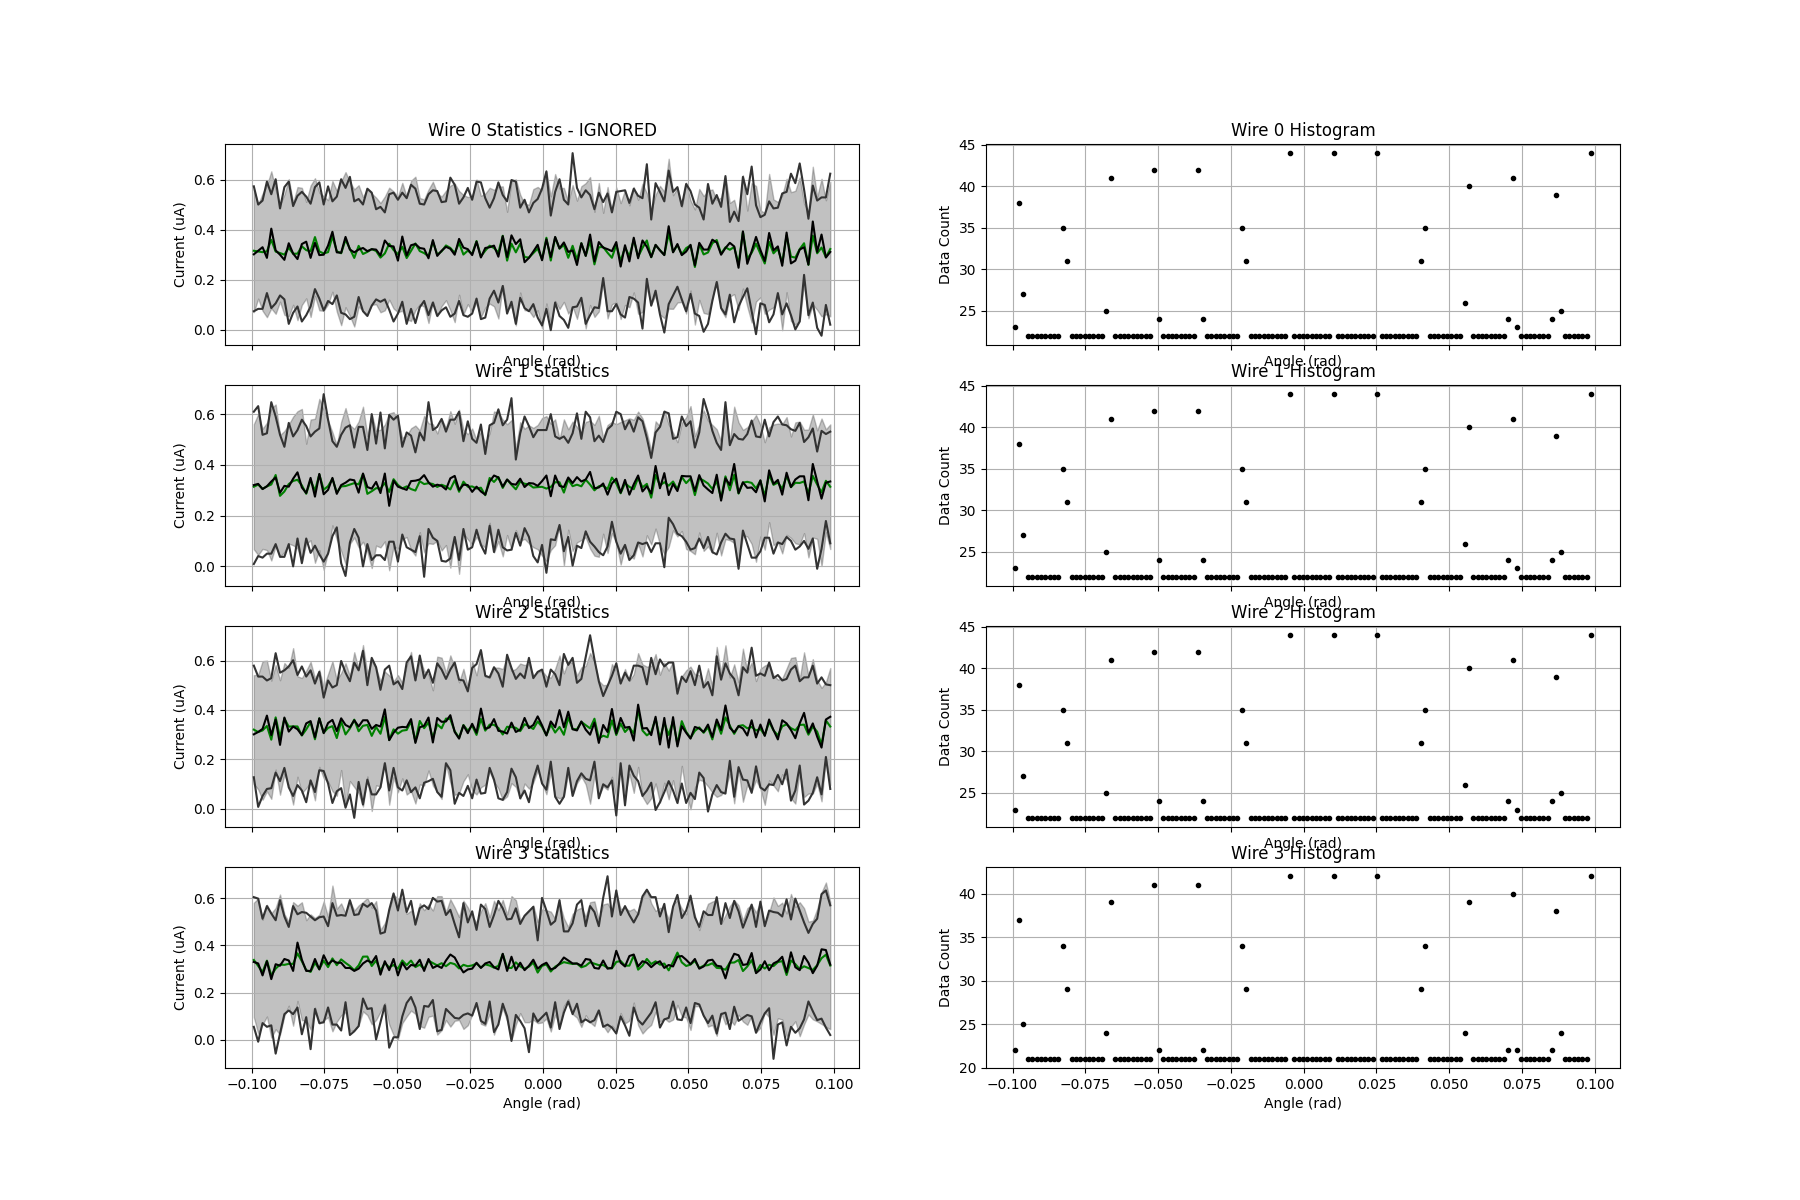 Wire 0 Statistics - IGNORED
Current (uA)
0.6
0.4
0.2
0.0
Angle (rad)
Wire 0 Histogram
Data Count
45
40
35
30
25
Angle (rad)
Wire 1 Statistics
Current (uA)
0.6
0.4
0.2
0.0
Angle (rad)
Wire 1 Histogram
Data Count
45
40
35
30
25
Angle (rad)
Wire 2 Statistics
Current (uA)
0.6
0.4
0.2
0.0
Angle (rad)
Wire 2 Histogram
Data Count
45
40
35
30
25
Angle (rad)
Wire 3 Statistics
Current (uA)
0.6
0.4
0.2
0.0
−0.100 −0.075 −0.050 −0.025 0.000 0.025 0.050 0.075 0.100
Angle (rad)
Wire 3 Histogram
Data Count
40
35
30
25
20
−0.100 −0.075 −0.050 −0.025 0.000 0.025 0.050 0.075 0.100
Angle (rad)